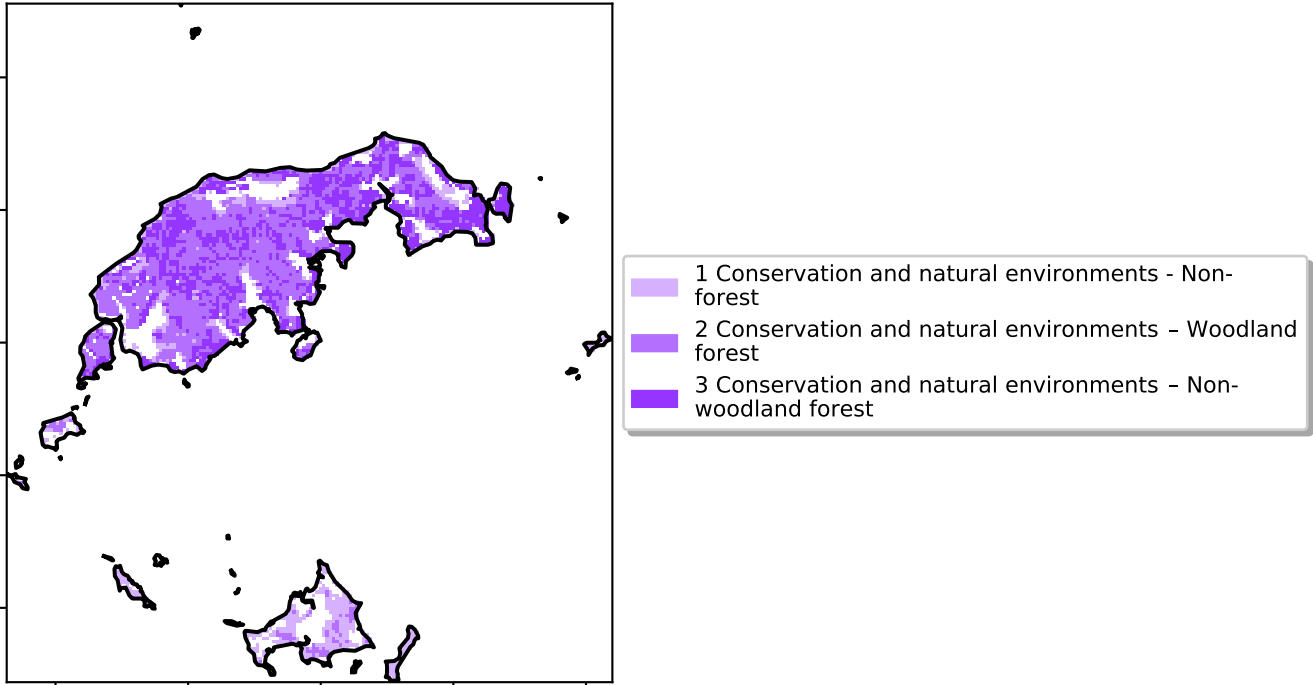 1 Conservation and natural environments - Non-
forest
2 Conservation and natural environments – Woodland
forest
3 Conservation and natural environments – Non-
woodland forest